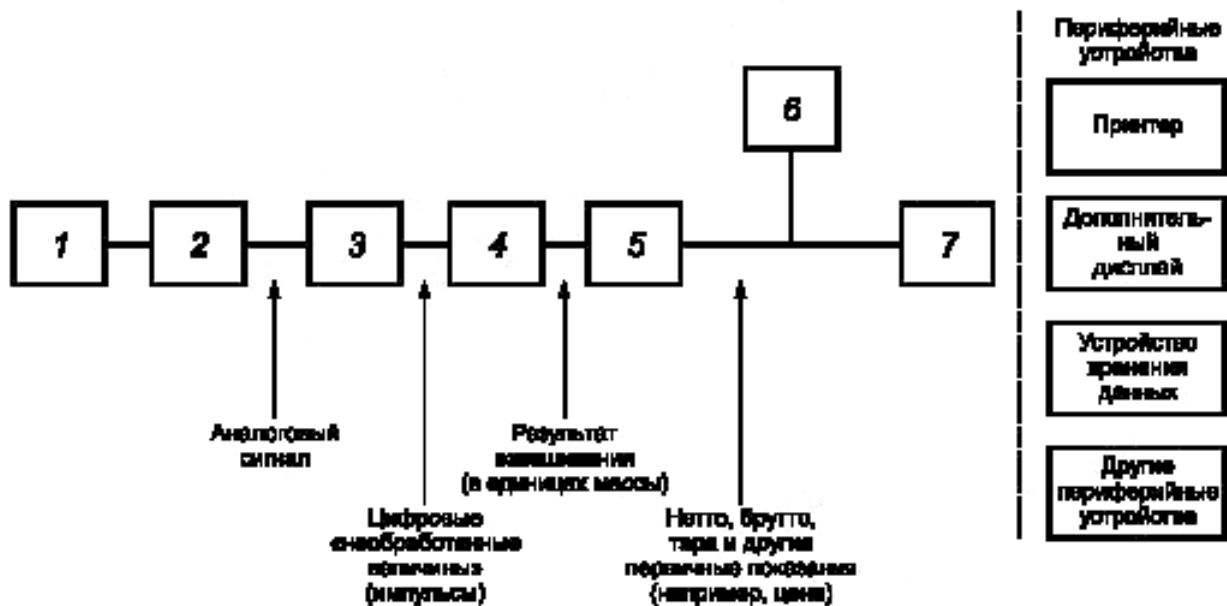 Периферийные
устройства
6
Принтер
1
2
3
4
5
7
Дополнитель-
ный
дисплей
Устройство
хранения
данных
Аналоговый
сигнал
Результат
взвешивания
(в единицах массы)
Другие
периферийные
устройства
Цифровые
«необработанные
величины»
(импульсы)
Нетто, брутто,
тара и другие
первичные показания
(например, цена)